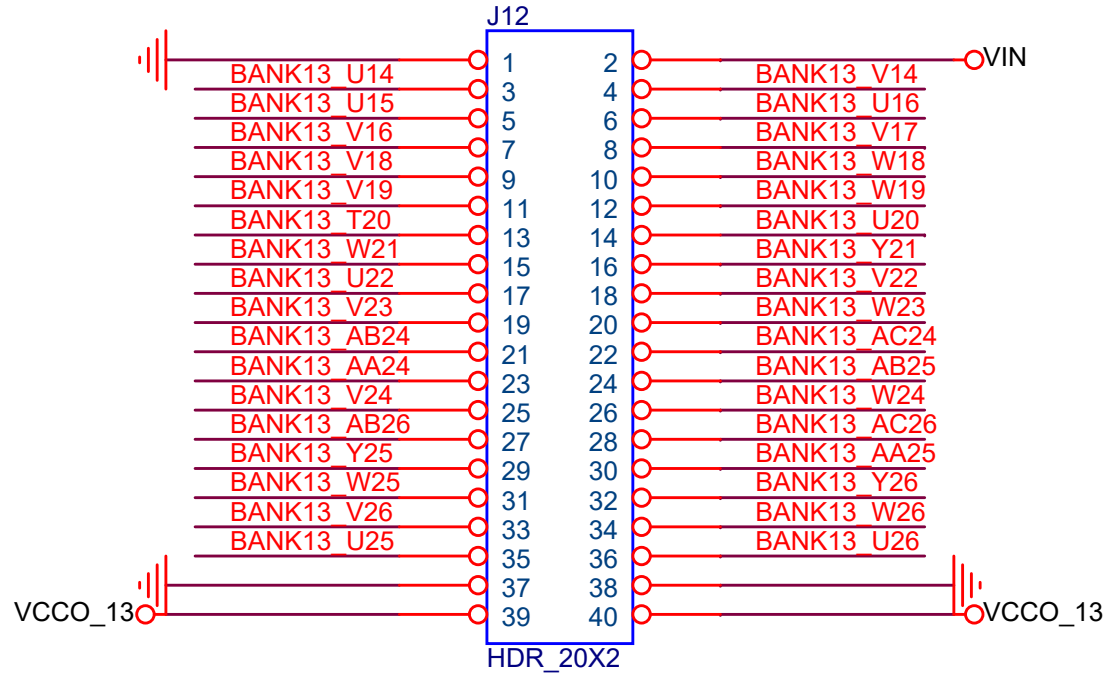 J12
1 2 VIN
BANK13_U14 3 4 BANK13_V14
BANK13_U15 5 6 BANK13_U16
BANK13_V16 7 8 BANK13_V17
BANK13_V18 9 10 BANK13_W18
BANK13_V19 11 12 BANK13_W19
BANK13_T20 13 14 BANK13_U20
BANK13_W21 15 16 BANK13_Y21
BANK13_U22 17 18 BANK13_V22
BANK13_V23 19 20 BANK13_W23
BANK13_AB24 21 22 BANK13_AC24
BANK13_AA24 23 24 BANK13_AB25
BANK13_V24 25 26 BANK13_W24
BANK13_AB26 27 28 BANK13_AC26
BANK13_Y25 29 30 BANK13_AA25
BANK13_W25 31 32 BANK13_Y26
BANK13_V26 33 34 BANK13_W26
BANK13_U25 35 36 BANK13_U26
37 38
VCCO_13 39 40 VCCO_13
HDR_20X2